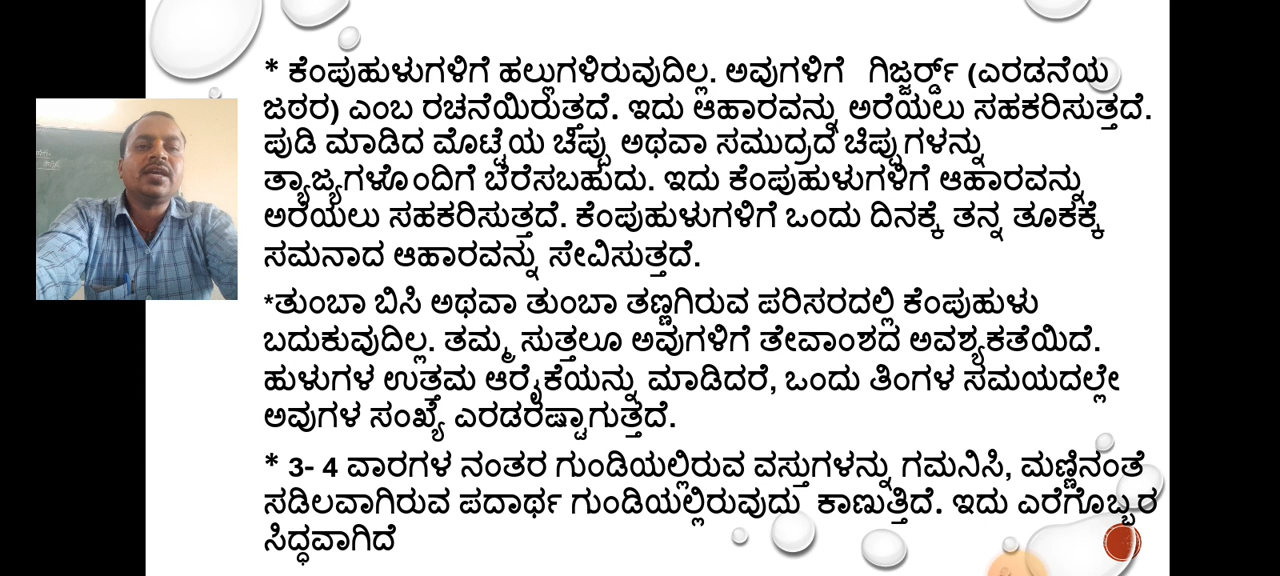 * ಕೆಂಪುಹುಳುಗಳಿಗೆ ಹಲ್ಲುಗಳಿರುವುದಿಲ್ಲ. ಅವುಗಳಿಗೆ ಗಿಜ್ಜರ್ಡ್ (ಎರಡನೆಯ
ಜಠರ) ಎಂಬ ರಚನೆಯಿರುತ್ತದೆ. ಇದು ಆಹಾರವನ್ನು ಅರೆಯಲು ಸಹಕರಿಸುತ್ತದೆ.
ಪುಡಿ ಮಾಡಿದ ಮೊಟ್ಟೆಯ ಚಿಪ್ಪು ಅಥವಾ ಸಮುದ್ರದ ಚಿಪ್ಪುಗಳನ್ನು
ತ್ಯಾಜ್ಯಗಳೊಂದಿಗೆ ಬೆರೆಸಬಹುದು. ಇದು ಕೆಂಪುಹುಳುಗಳಿಗೆ ಆಹಾರವನ್ನು
ಅರೆಯಲು ಸಹಕರಿಸುತ್ತದೆ. ಕೆಂಪುಹುಳುಗಳಿಗೆ ಒಂದು ದಿನಕ್ಕೆ ತನ್ನ ತೂಕಕ್ಕೆ
ಸಮನಾದ ಆಹಾರವನ್ನು ಸೇವಿಸುತ್ತದೆ.
*ತುಂಬಾ ಬಿಸಿ ಅಥವಾ ತುಂಬಾ ತಣ್ಣಗಿರುವ ಪರಿಸರದಲ್ಲಿ ಕೆಂಪುಹುಳು
ಬದುಕುವುದಿಲ್ಲ. ತಮ್ಮ ಸುತ್ತಲೂ ಅವುಗಳಿಗೆ ತೇವಾಂಶದ ಅವಶ್ಯಕತೆಯಿದೆ.
ಹುಳುಗಳ ಉತ್ತಮ ಆರೈಕೆಯನ್ನು ಮಾಡಿದರೆ, ಒಂದು ತಿಂಗಳ ಸಮಯದಲ್ಲೇ
ಅವುಗಳ ಸಂಖ್ಯೆ ಎರಡರಷ್ಟಾಗುತ್ತದೆ.
* 3- 4 ವಾರಗಳ ನಂತರ ಗುಂಡಿಯಲ್ಲಿರುವ ವಸ್ತುಗಳನ್ನು ಗಮನಿಸಿ, ಮಣ್ಣಿನಂತೆ
ಸಡಿಲವಾಗಿರುವ ಪದಾರ್ಥ ಗುಂಡಿಯಲ್ಲಿರುವುದು ಕಾಣುತ್ತಿದೆ. ಇದು ಎರೆಗೊಬ್ಬರ
ಸಿದ್ಧವಾಗಿದೆ